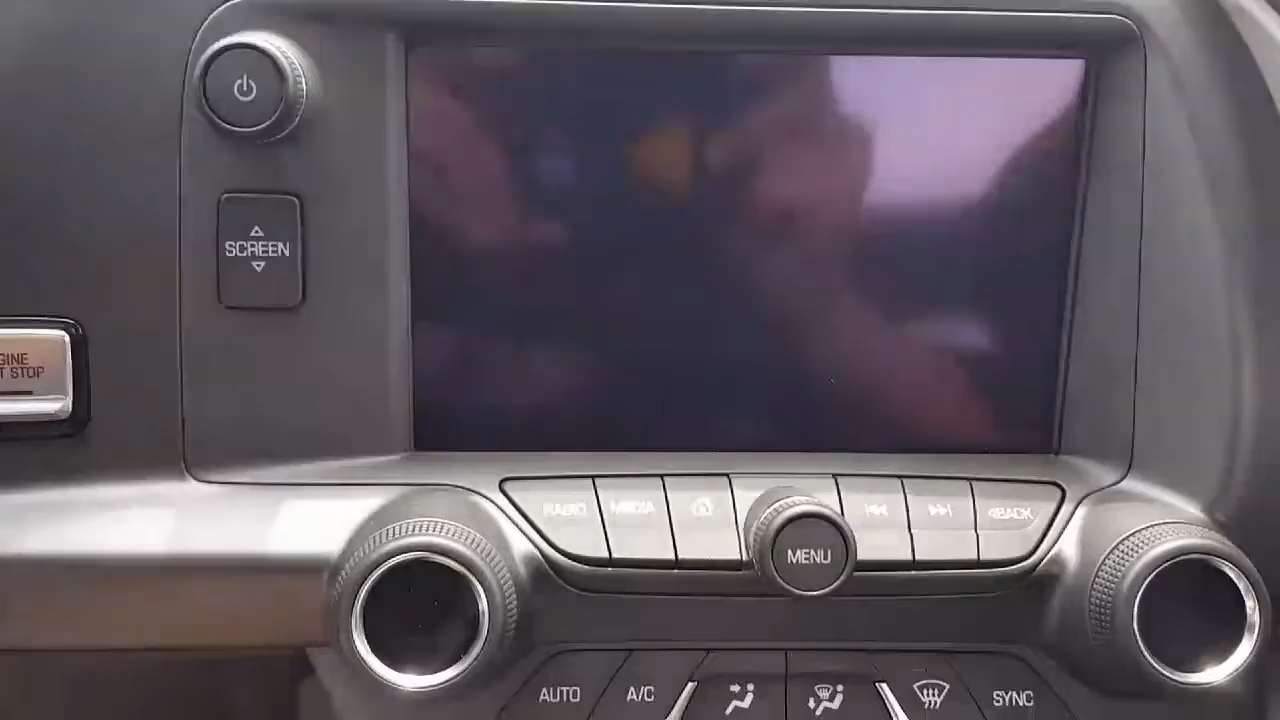 SCREEN
GINE
T STOP
RADIO
MEDIA
BACK
MENU
AUTO
A/C
SYNC